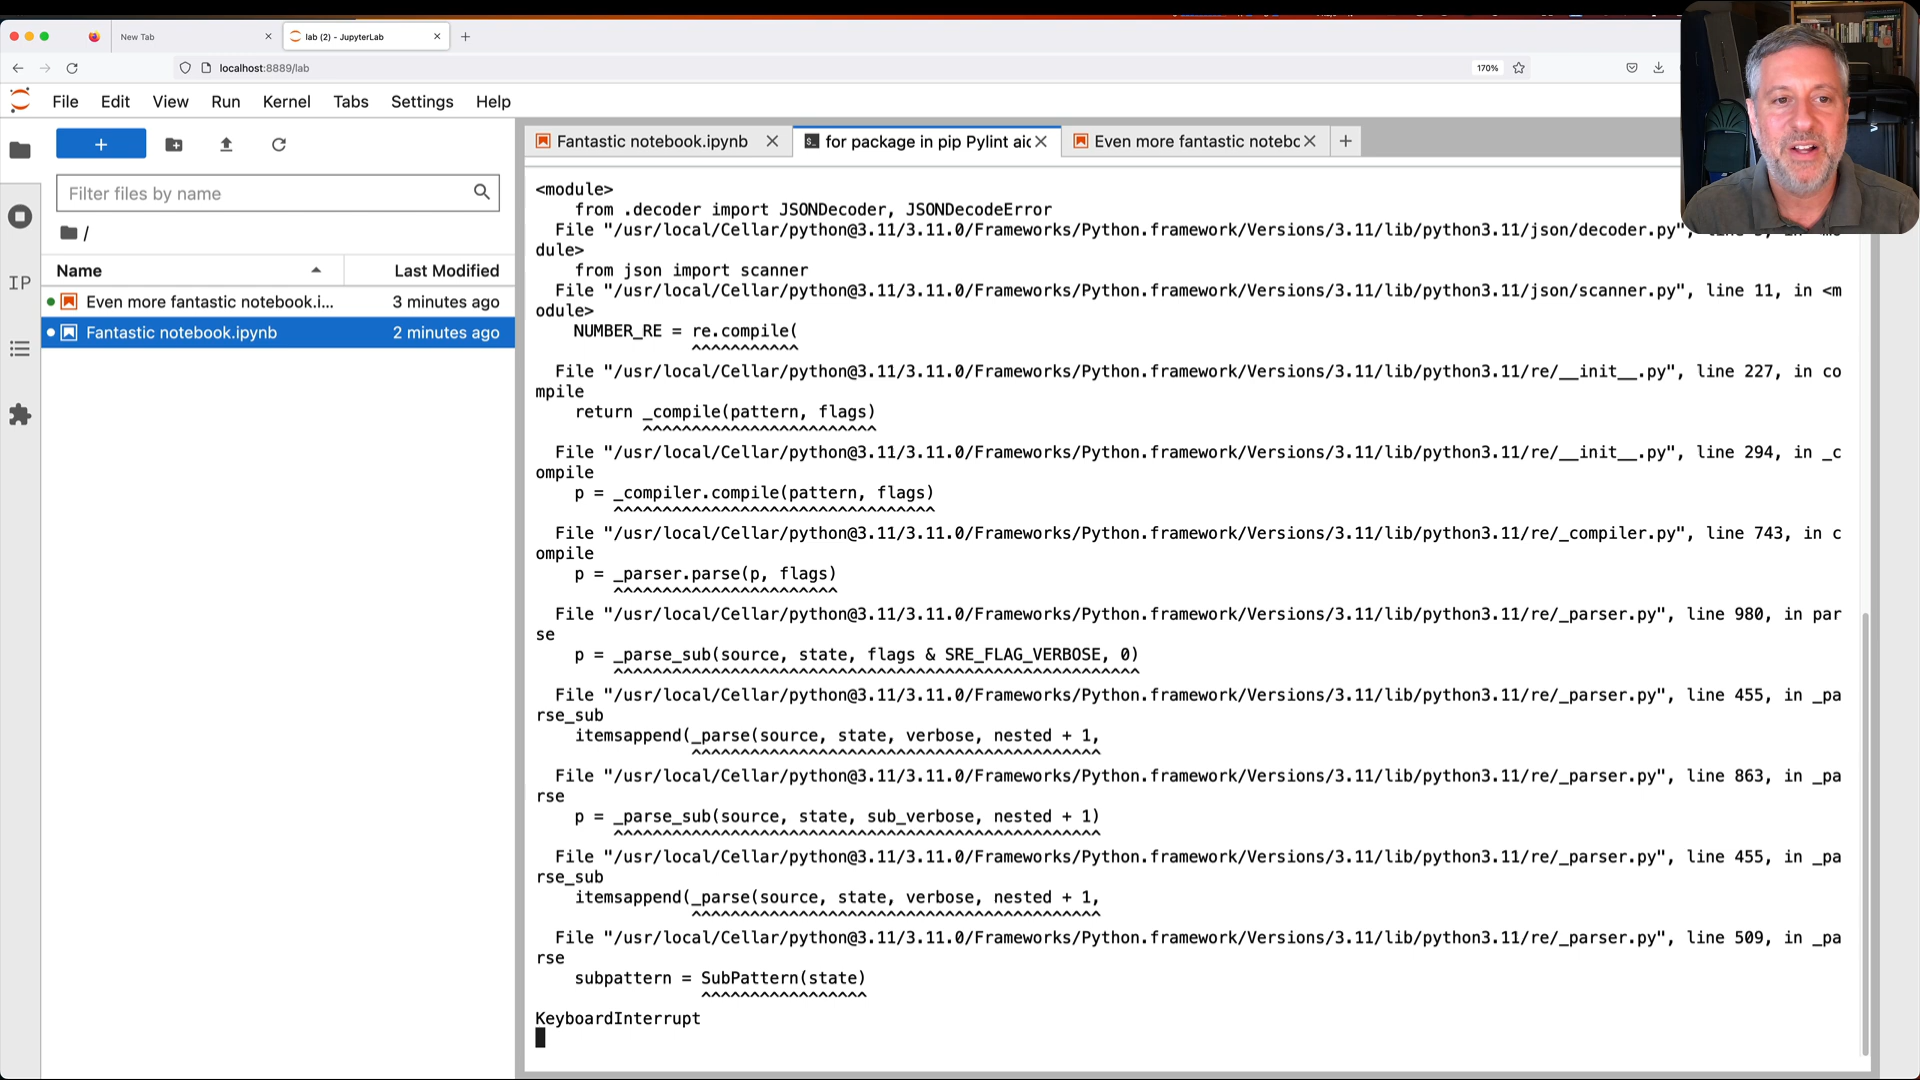 New Tab
lab (2) - JupyterLab
localhost:8889/lab
170%
File Edit View Run Kernel Tabs Settings Help
Fantastic notebook.ipynb
for package in pip Pylint aic
Even more fantastic notebo
Filter files by name
/
IP
Name
Last Modified
Even more fantastic notebook.i... 3 minutes ago
Fantastic notebook.ipynb 2 minutes ago
<module>
from .decoder import JSONDecoder, JSONDecodeError
File "/usr/local/Cellar/python@3.11/3.11.0/Frameworks/Python.framework/Versions/3.11/lib/python3.11/json/decoder.py",
dule>
from json import scanner
File "/usr/local/Cellar/python@3.11/3.11.0/Frameworks/Python.framework/Versions/3.11/lib/python3.11/json/scanner.py", line 11, in <m
odule>
NUMBER_RE = re.compile(
^^^^^^^^^^^
File "/usr/local/Cellar/python@3.11/3.11.0/Frameworks/Python.framework/Versions/3.11/lib/python3.11/re/__init__.py", line 227, in co
mpile
return _compile(pattern, flags)
^^^^^^^^^^^^^^^^^^^^^^^^
File "/usr/local/Cellar/python@3.11/3.11.0/Frameworks/Python.framework/Versions/3.11/lib/python3.11/re/__init__.py", line 294, in _c
ompile
p = _compiler.compile(pattern, flags)
^^^^^^^^^^^^^^^^^^^^^^^^^^^^^^^^^
File "/usr/local/Cellar/python@3.11/3.11.0/Frameworks/Python.framework/Versions/3.11/lib/python3.11/re/_compiler.py", line 743, in c
ompile
p = _parser.parse(p, flags)
^^^^^^^^^^^^^^^^^^^^^^^
File "/usr/local/Cellar/python@3.11/3.11.0/Frameworks/Python.framework/Versions/3.11/lib/python3.11/re/_parser.py", line 980, in par
se
p = _parse_sub(source, state, flags & SRE_FLAG_VERBOSE, 0)
^^^^^^^^^^^^^^^^^^^^^^^^^^^^^^^^^^^^^^^^^^^^^^^^^^^^^^
File "/usr/local/Cellar/python@3.11/3.11.0/Frameworks/Python.framework/Versions/3.11/lib/python3.11/re/_parser.py", line 455, in _pa
rse_sub
itemsappend(_parse(source, state, verbose, nested + 1,
^^^^^^^^^^^^^^^^^^^^^^^^^^^^^^^^^^^^^^^^^^
File "/usr/local/Cellar/python@3.11/3.11.0/Frameworks/Python.framework/Versions/3.11/lib/python3.11/re/_parser.py", line 863, in _pa
rse
p = _parse_sub(source, state, sub_verbose, nested + 1)
^^^^^^^^^^^^^^^^^^^^^^^^^^^^^^^^^^^^^^^^^^^^^^^^^^
File "/usr/local/Cellar/python@3.11/3.11.0/Frameworks/Python.framework/Versions/3.11/lib/python3.11/re/_parser.py", line 455, in _pa
rse_sub
itemsappend(_parse(source, state, verbose, nested + 1,
^^^^^^^^^^^^^^^^^^^^^^^^^^^^^^^^^^^^^^^^^^
File "/usr/local/Cellar/python@3.11/3.11.0/Frameworks/Python.framework/Versions/3.11/lib/python3.11/re/_parser.py", line 509, in _pa
rse
subpattern = SubPattern(state)
^^^^^^^^^^^^^^^^^
KeyboardInterrupt